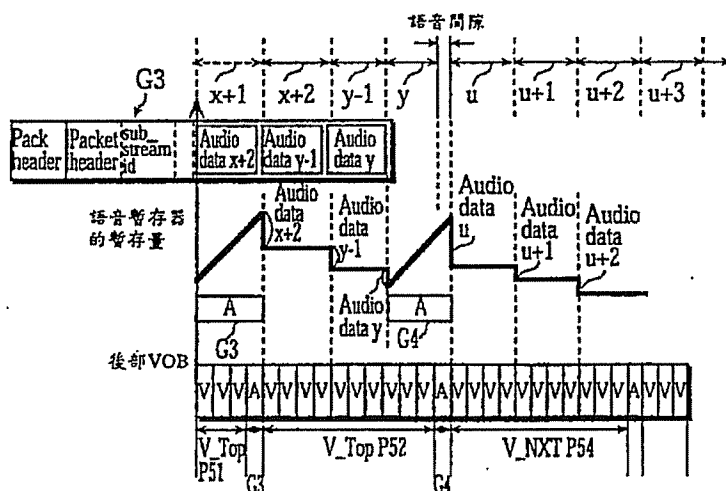 語音間隙
G3
x+1 x+2 y-1 y u u+1 u+2 u+3
Pack header
Packet header
sub_stream id
Audio data x+2
Audio data y-1
Audio data y
語音暫存器
的暫存量
Audio data x+2
Audio data y-1
Audio data y
Audio data u
Audio data u+1
Audio data u+2
A
G3
A
G4
後部VOB
V V V A V V V V V V V V V V A V V V V V V V V V V A V V V
V_Top P51
G3
V_Top P52
G4
V_NXT P54